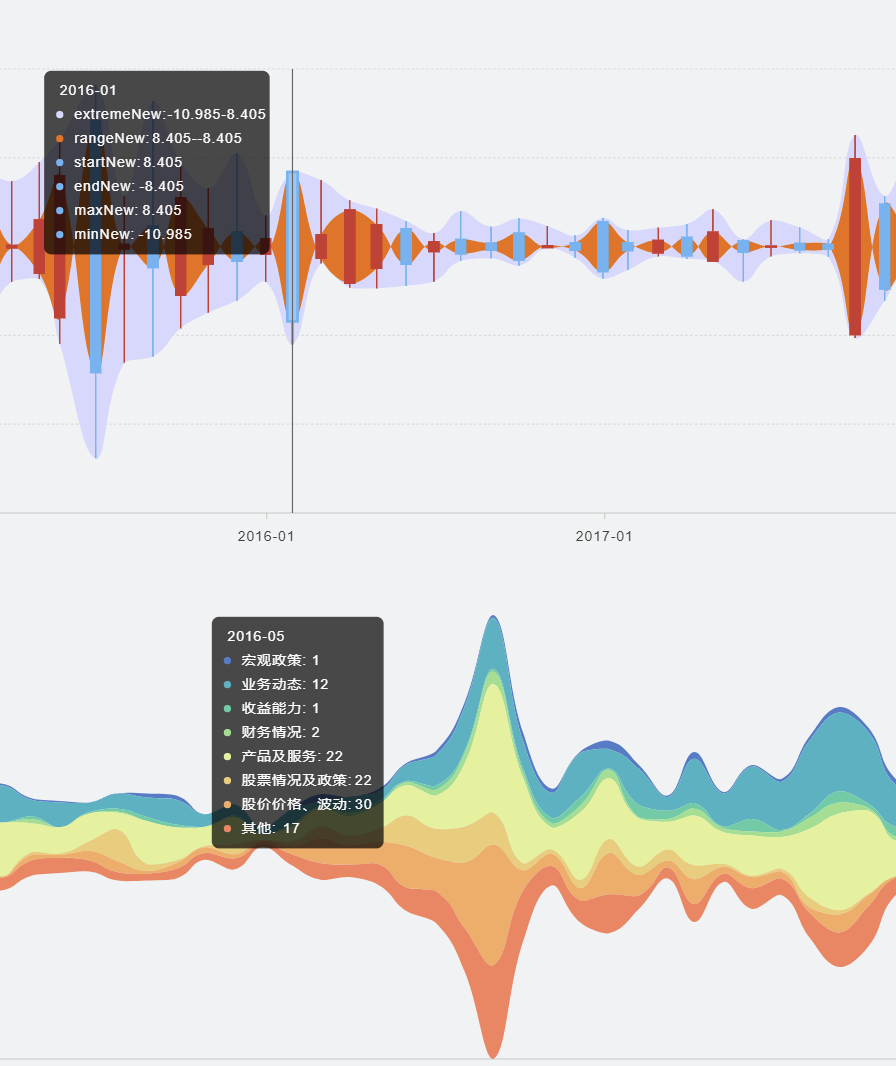 2016-01
extremeNew:-10.985-8.405
rangeNew: 8.405--8.405
startNew: 8.405
endNew: -8.405
maxNew: 8.405
minNew: -10.985
2016-01
2017-01
2016-05
宏观政策: 1
业务动态: 12
收益能力: 1
财务情况: 2
产品及服务: 22
股票情况及政策: 22
股价价格、波动: 30
其他: 17